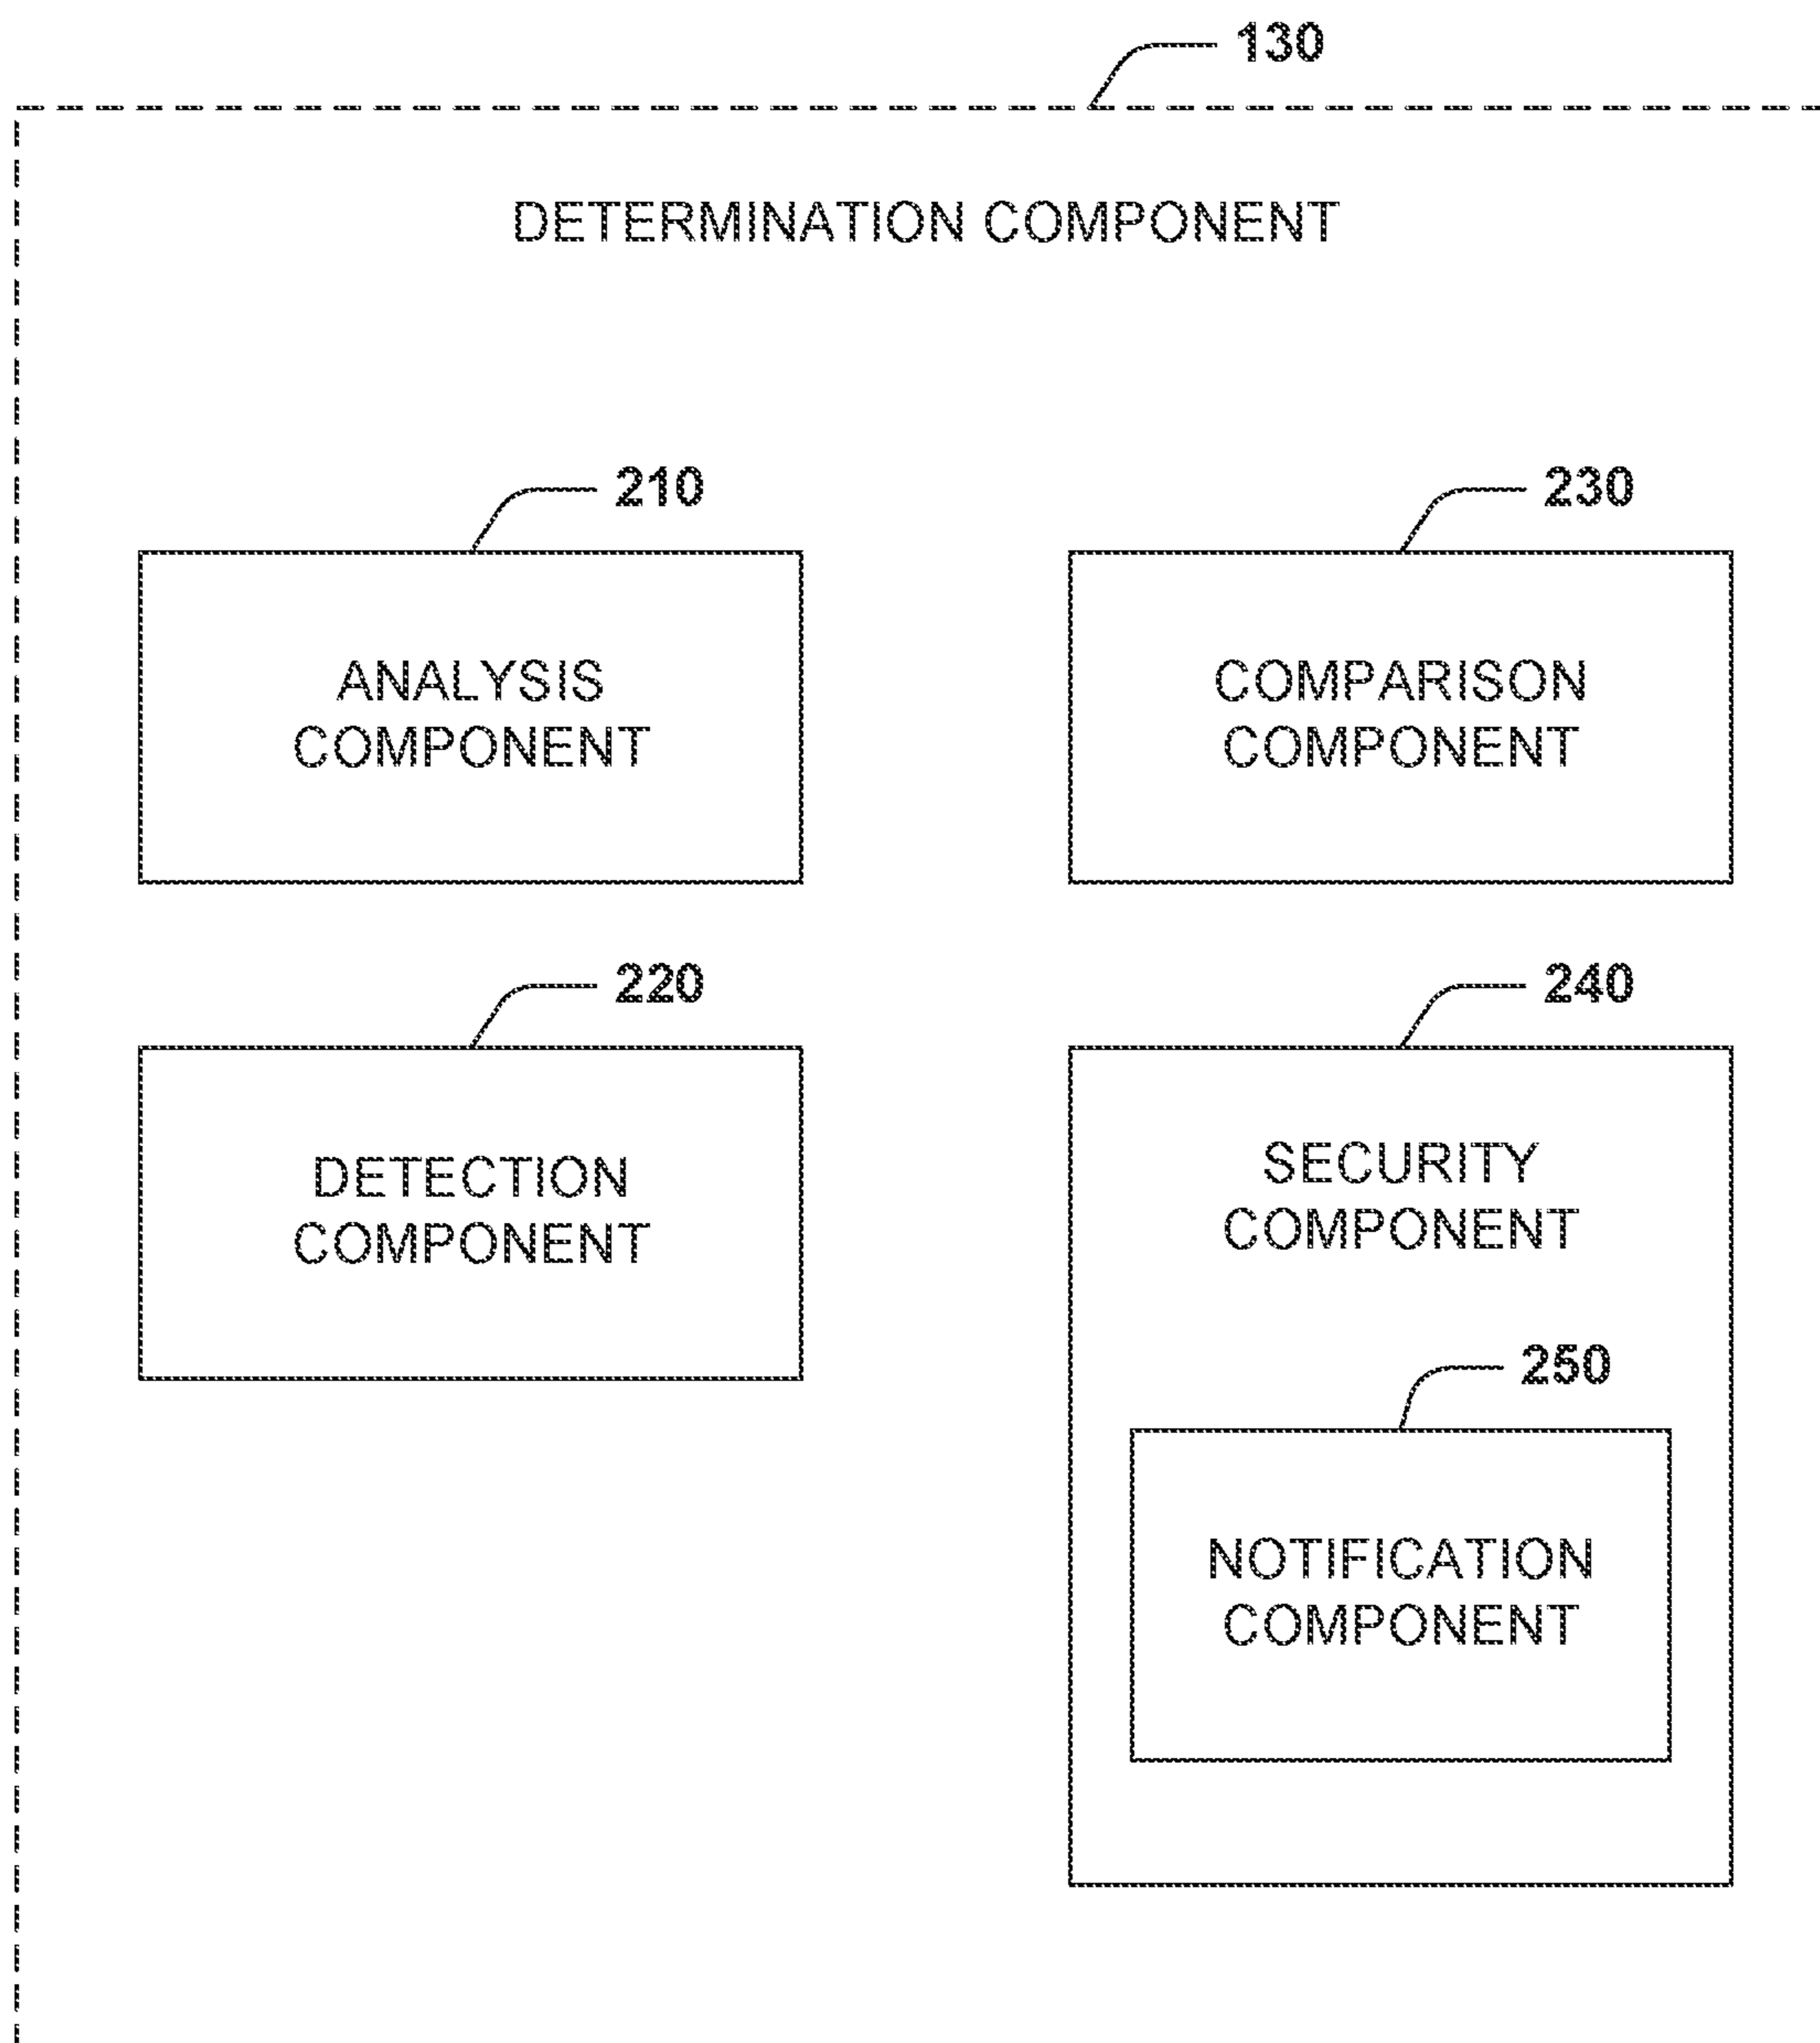 130
DETERMINATION COMPONENT
210
ANALYSIS
COMPONENT
230
COMPARISON
COMPONENT
220
DETECTION
COMPONENT
240
SECURITY
COMPONENT
250
NOTIFICATION
COMPONENT